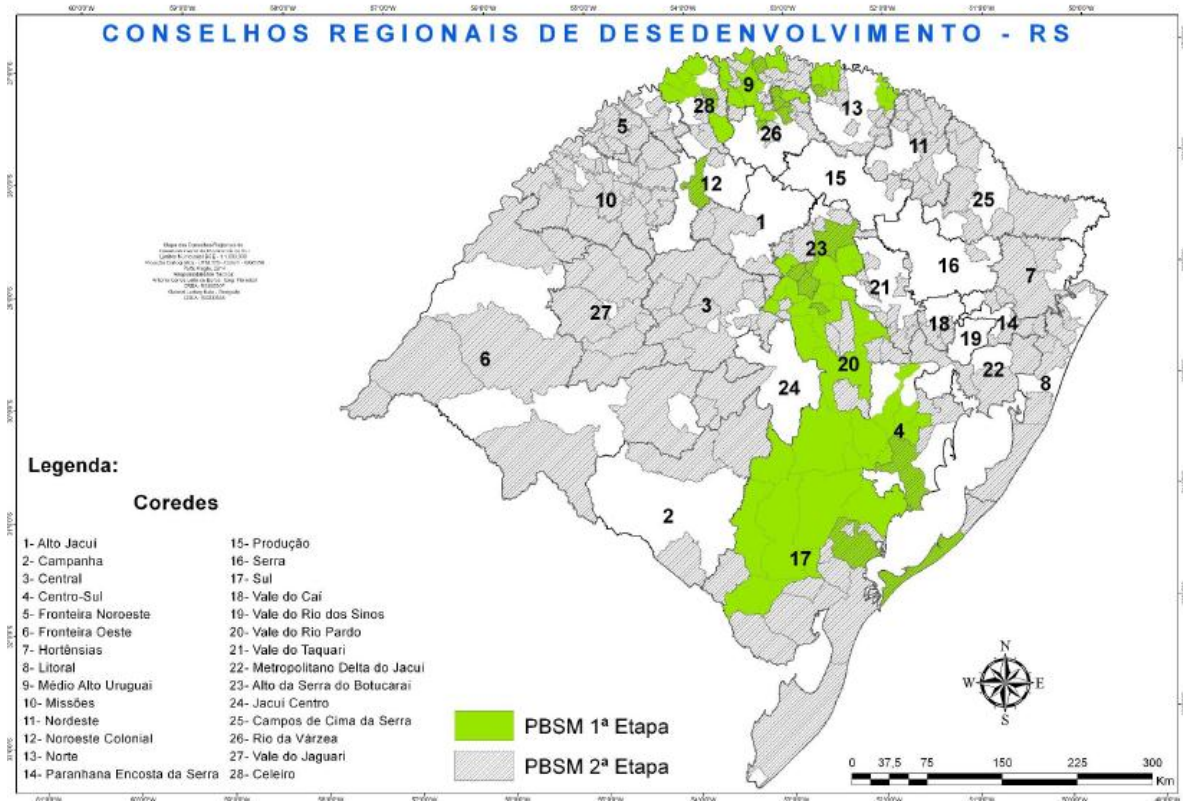 CONSELHOS REGIONAIS DE DESEDENVOLVIMENTO - RS
9
28
13
5
26
11
12
15
10
25
1
23
16
7
21
3
27
18
14
19
6
20
22
8
24
4
2
17
Legenda:
Coredes
1- Alto Jacuí
2- Campanha
3- Central
4- Centro-Sul
5- Fronteira Noroeste
6- Fronteira Oeste
7- Hortênsias
8- Litoral
9- Médio Alto Uruguai
10- Missões
11- Nordeste
12- Noroeste Colonial
13- Norte
14- Paranhana Encosta da Serra
15- Produção
16- Serra
17- Sul
18- Vale do Caí
19- Vale do Rio dos Sinos
20- Vale do Rio Pardo
21- Vale do Taquari
22- Metropolitano Delta do Jacuí
23- Alto da Serra do Botucaraí
24- Jacuí Centro
25- Campos de Cima da Serra
26- Rio da Várzea
27- Vale do Jaguari
28- Celeiro
PBSM 1ª Etapa
PBSM 2ª Etapa
N
W E
S
0 37,5 75 150 225 300
Km